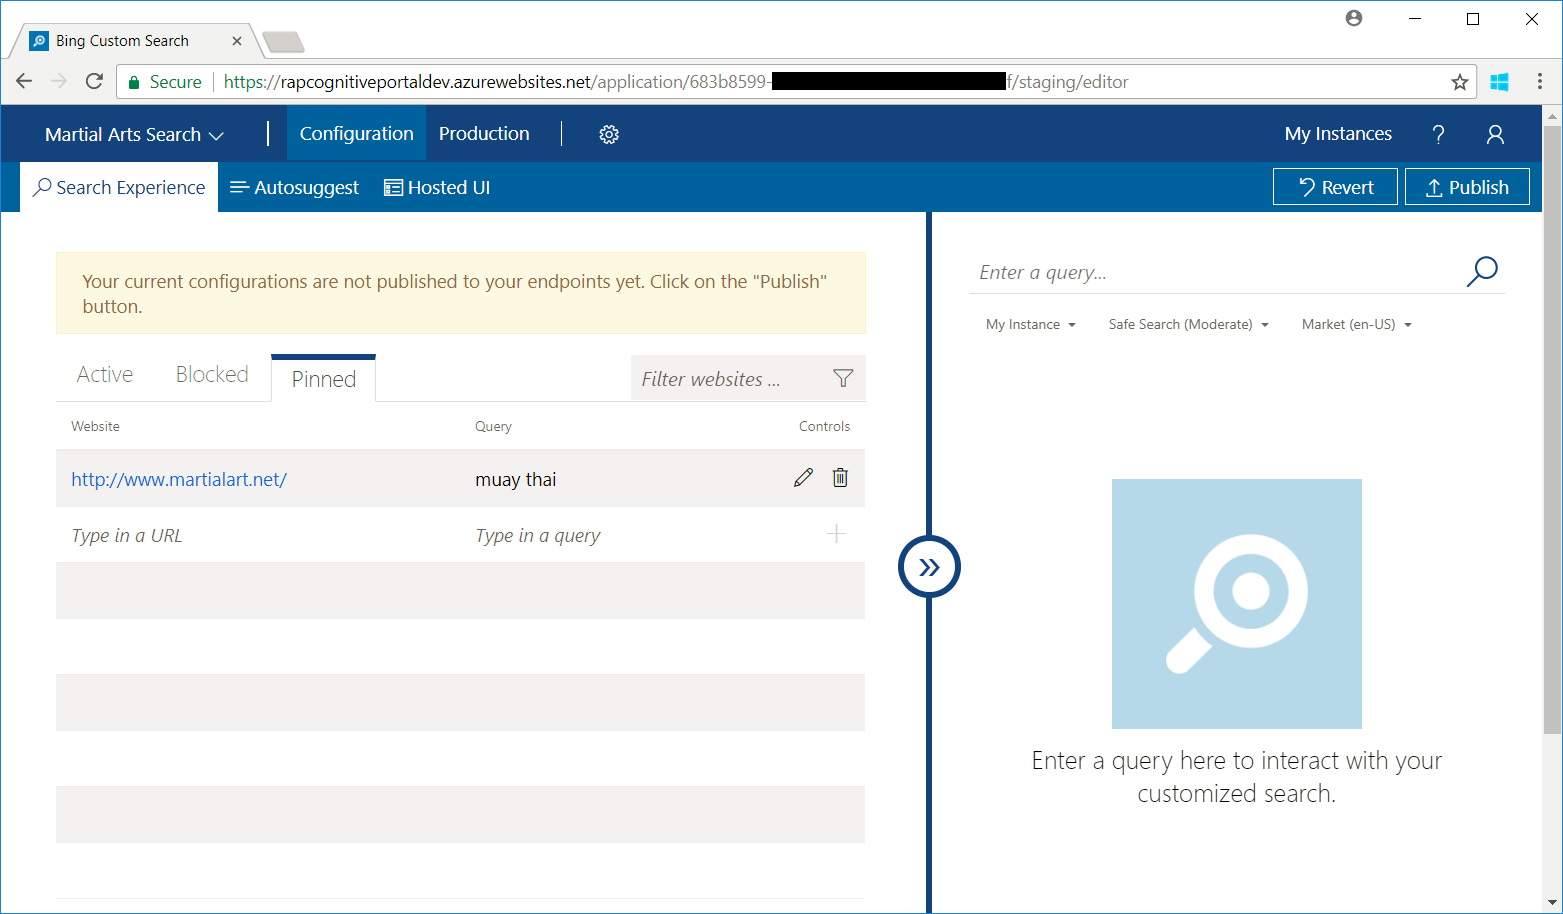 Bing Custom Search
Secure https://rapcognitiveportaldev.azurewebsites.net/application/683b8599- f/staging/editor
Martial Arts Search Configuration Production My Instances ?
Search Experience Autosuggest Hosted UI Revert Publish
Your current configurations are not published to your endpoints yet. Click on the "Publish"
button.
Active Blocked Pinned Filter websites ...
Website Query Controls
http://www.martialart.net/ muay thai
Type in a URL Type in a query
Enter a query...
My Instance Safe Search (Moderate) Market (en-US)
Enter a query here to interact with your
customized search.